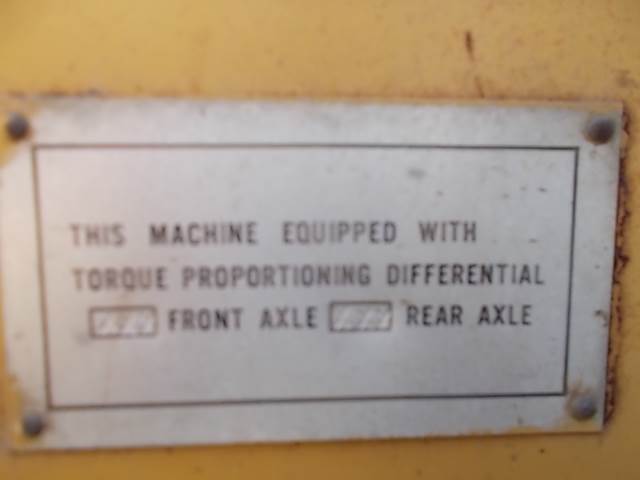 THIS MACHINE EQUIPPED WITH
TORQUE PROPORTIONING DIFFERENTIAL
FRONT AXLE REAR AXLE